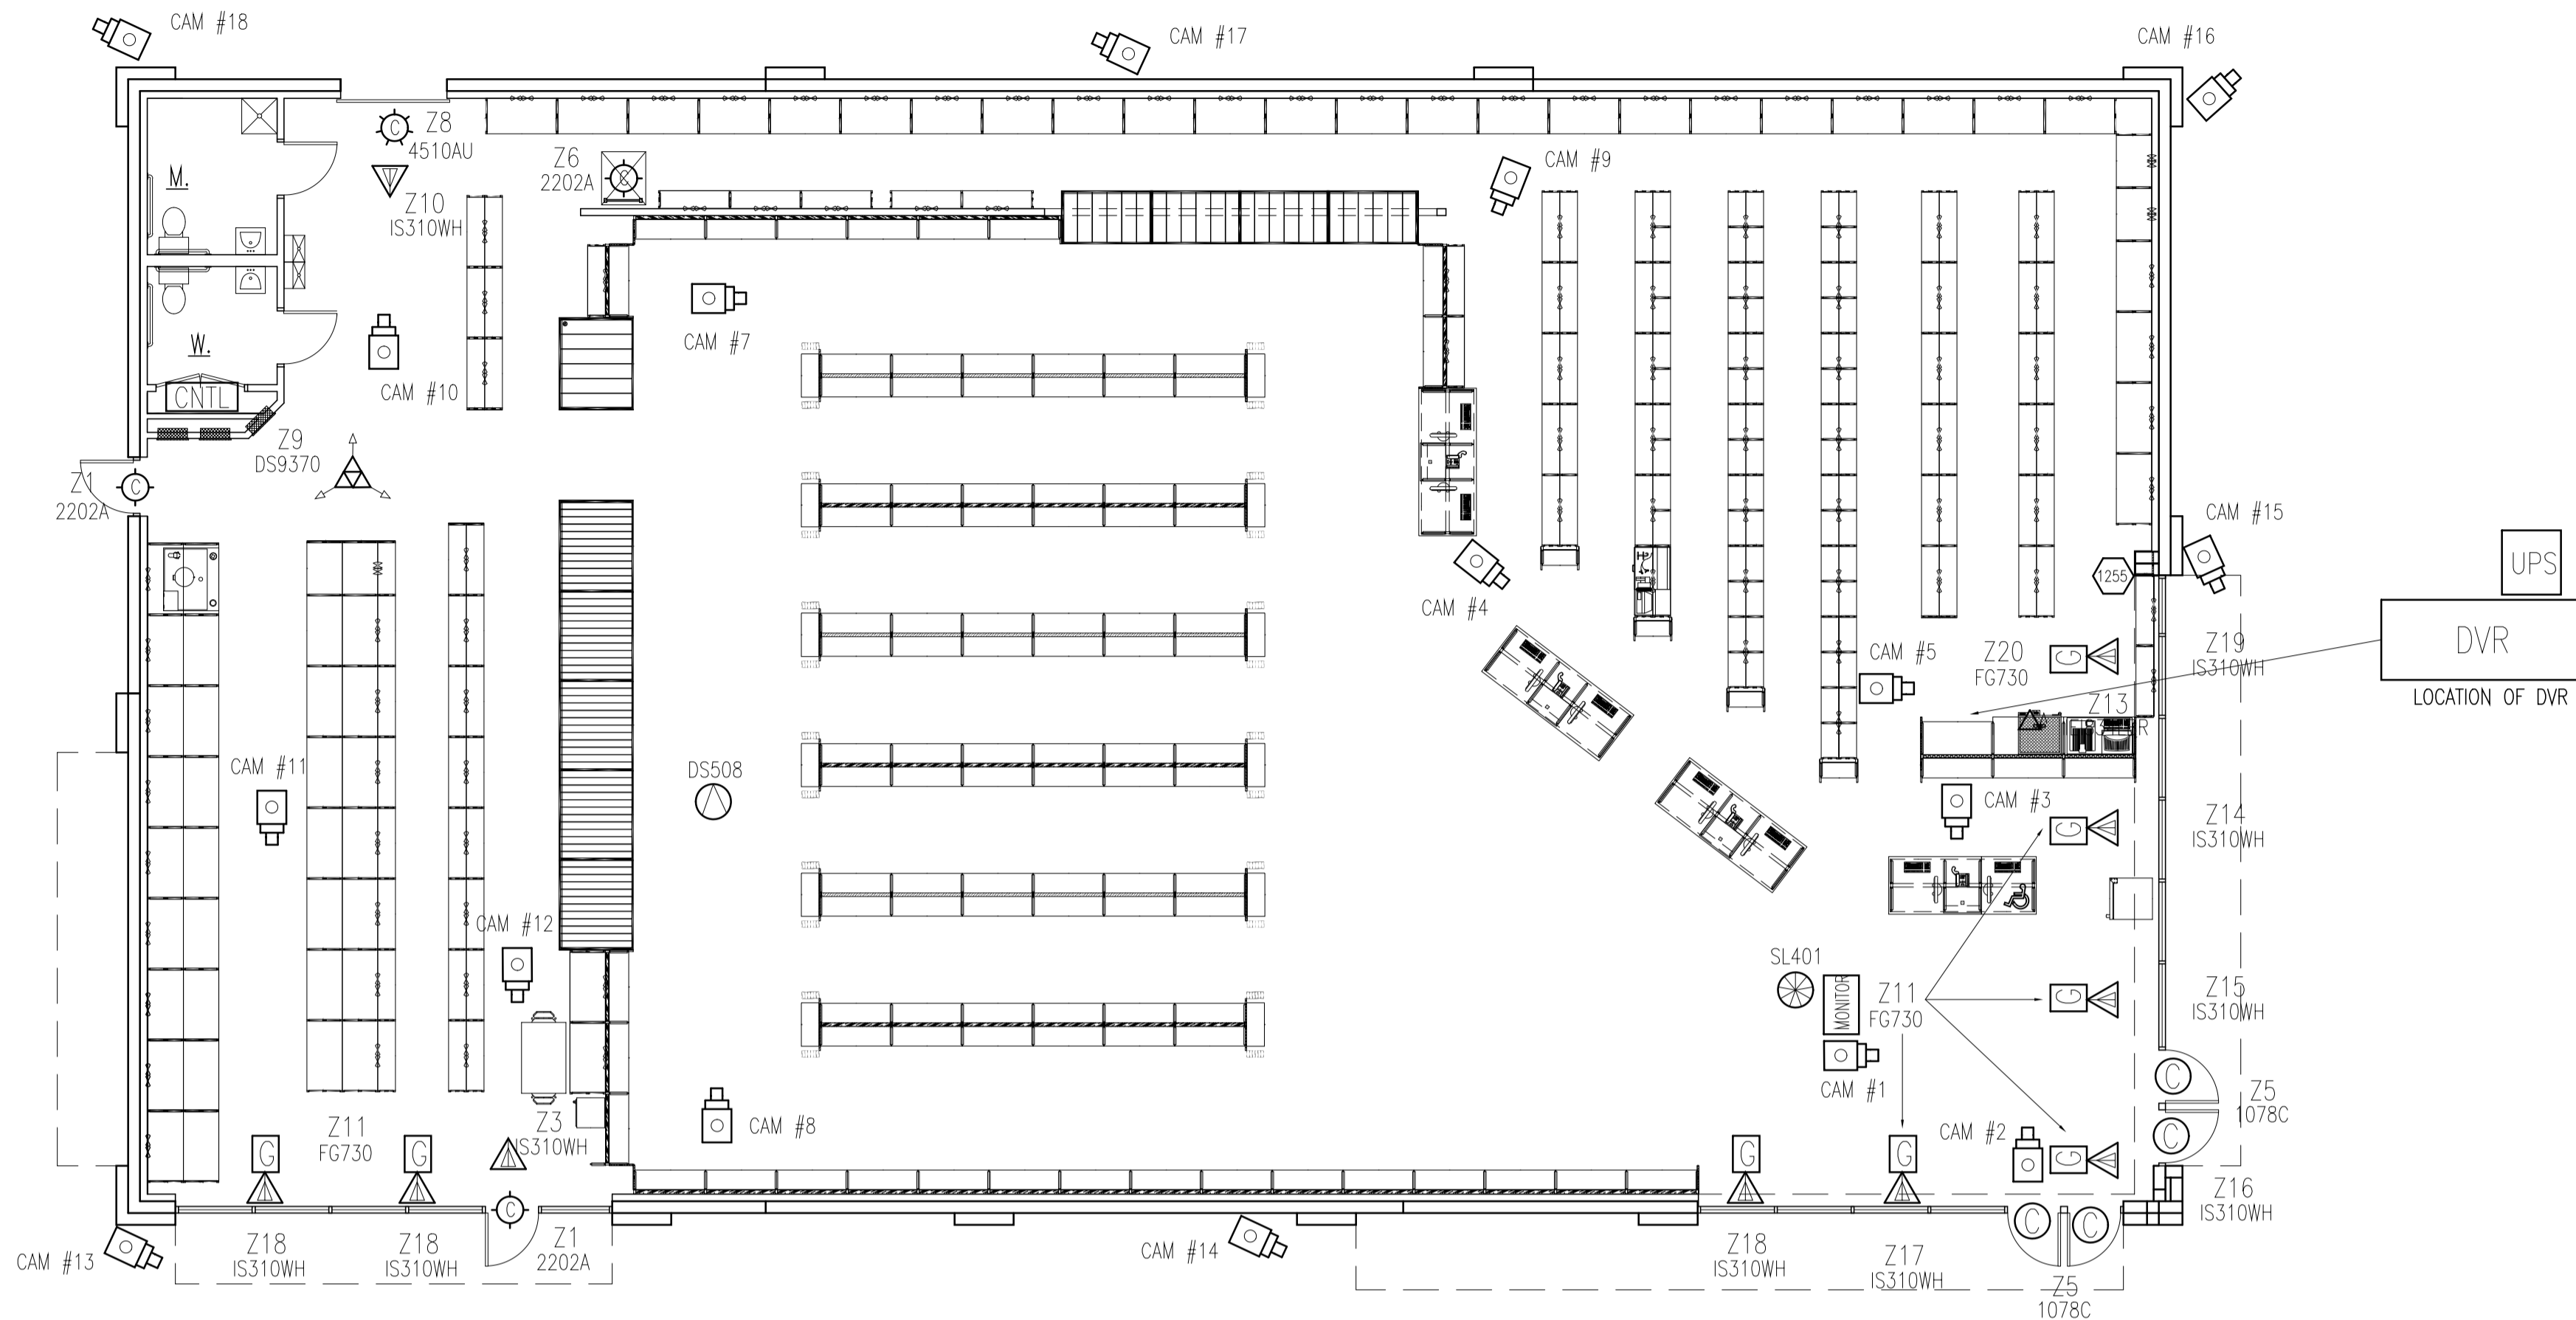 CAM #18
CAM #17
CAM #16
Z8
4510AU
Z6
2202A
CAM #9
M.
Z10
IS310WH
C
C
CAM #7
W.
CNTL
CAM #10
Z9
DS9370
Z1
2202A
C
CAM #15
1255
UPS
CAM #4
DVR
LOCATION OF DVR
CAM #5
Z20
FG730
G
Z19
IS310WH
Z13
CAM #11
DS508
CAM #3
G
Z14
IS310WH
CAM #12
SL401
MONITOR
Z11
FG730
G
Z15
IS310WH
CAM #1
C
Z5
1078C
C
Z11
FG730
Z3
IS310WH
CAM #8
CAM #2
G
G
G
G
G
Z16
IS310WH
C
C
C
CAM #13
Z18
IS310WH
Z18
IS310WH
Z1
2202A
CAM #14
Z18
IS310WH
Z17
IS310WH
Z5
1078C